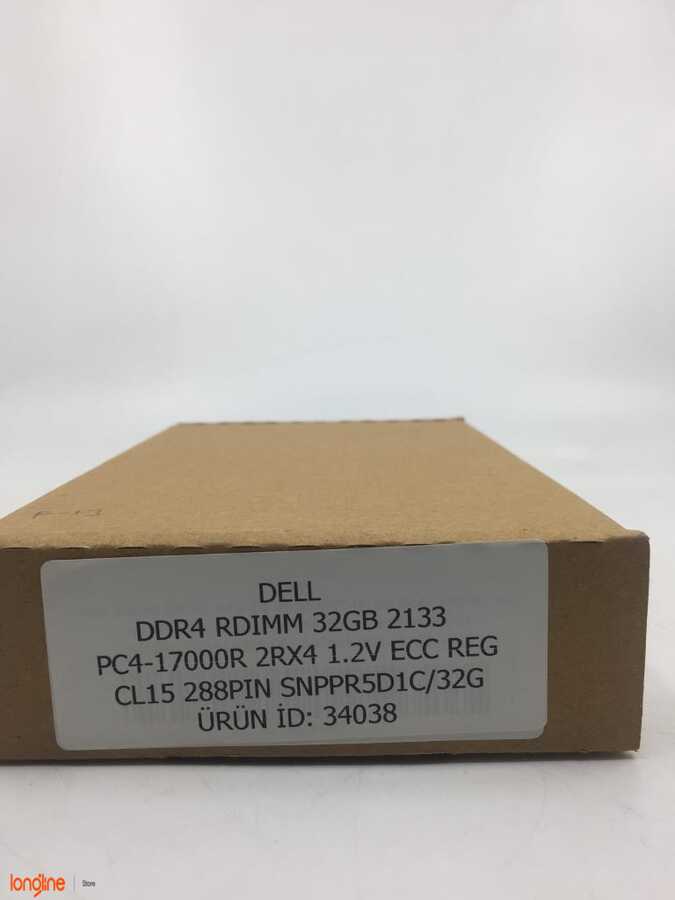 DELL
DDR4 RDIMM 32GB 2133
PC4-17000R 2RX4 1.2V ECC REG
CL15 288PIN SNPPR5D1C/32G
ÜRÜN İD: 34038
longline | Store